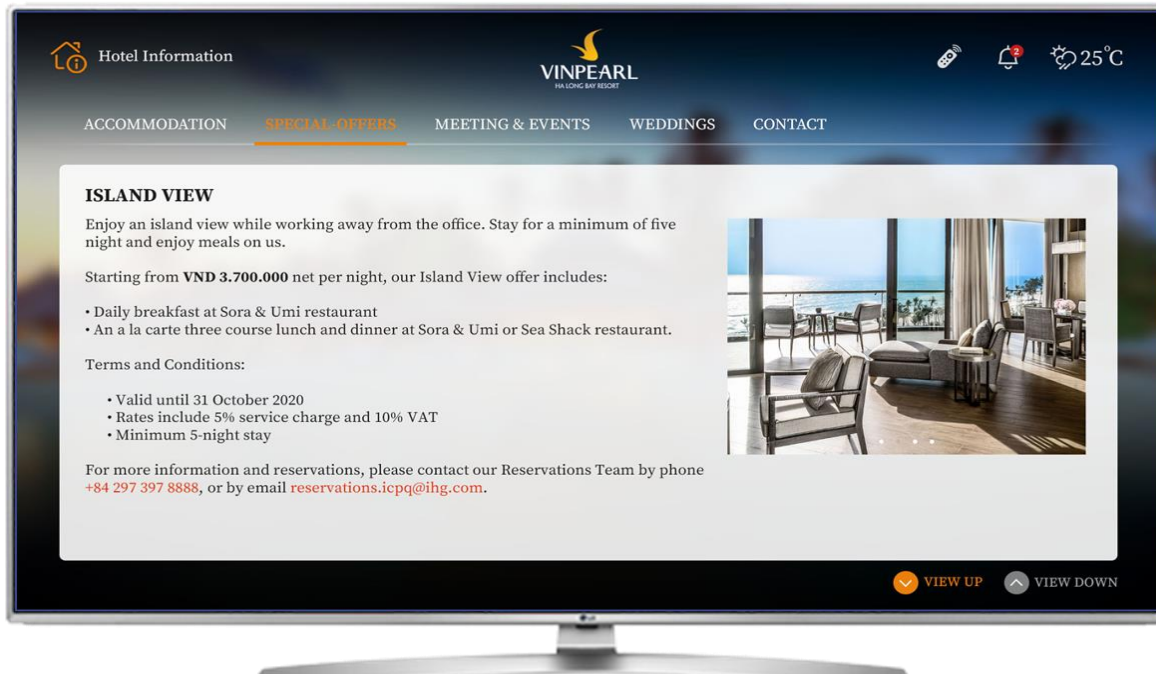 Hotel Information
VINPEARL
HA LONG BAY RESORT
2
25°C
ACCOMMODATION
SPECIAL-OFFERS
MEETING & EVENTS
WEDDINGS
CONTACT
ISLAND VIEW
Enjoy an island view while working away from the office. Stay for a minimum of five
night and enjoy meals on us.
Starting from VND 3.700.000 net per night, our Island View offer includes:
• Daily breakfast at Sora & Umi restaurant
• An a la carte three course lunch and dinner at Sora & Umi or Sea Shack restaurant.
Terms and Conditions:
• Valid until 31 October 2020
• Rates include 5% service charge and 10% VAT
• Minimum 5-night stay
For more information and reservations, please contact our Reservations Team by phone
+84 297 397 8888, or by email reservations.icpq@ihg.com.
VIEW UP
VIEW DOWN
LG